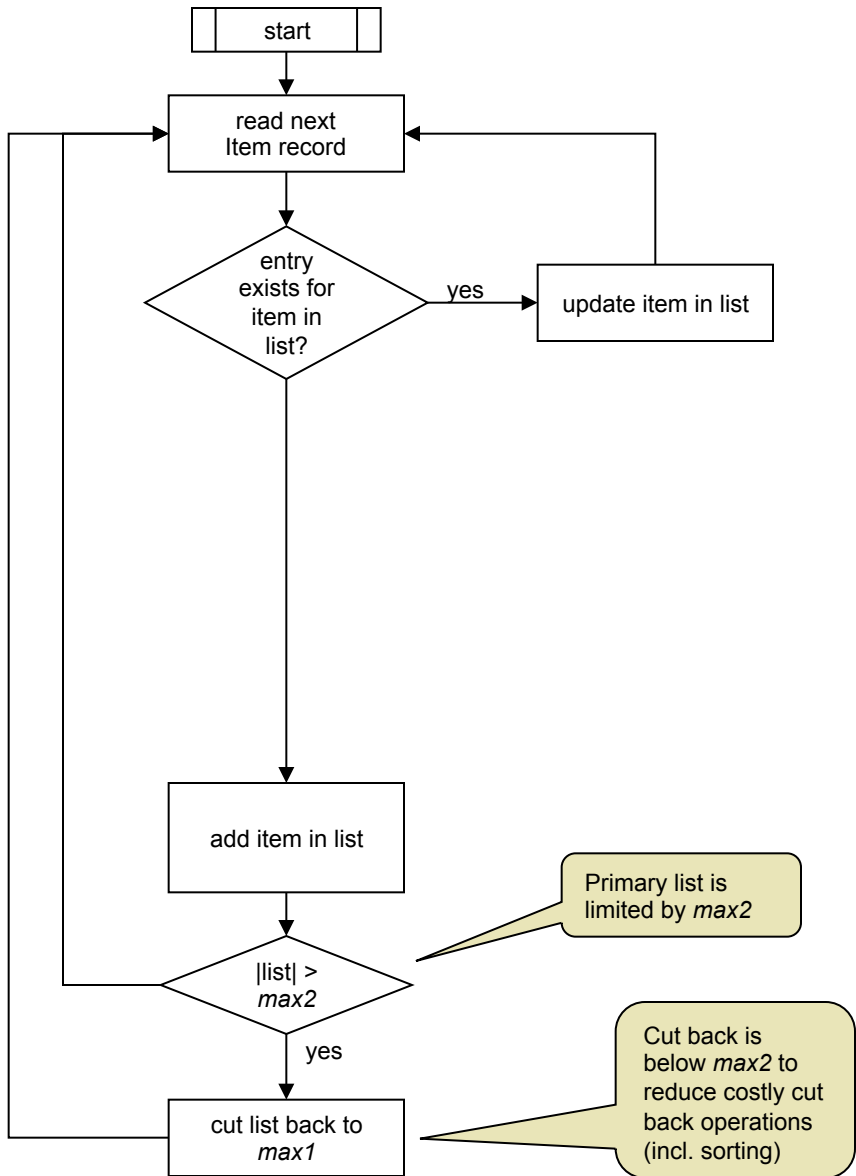 start
read next
Item record
entry
exists for
item in
list?
yes
update item in list
add item in list
Primary list is
limited by max2
|list| >
max2
yes
Cut back is
below max2 to
reduce costly cut
back operations
(incl. sorting)
cut list back to
max1